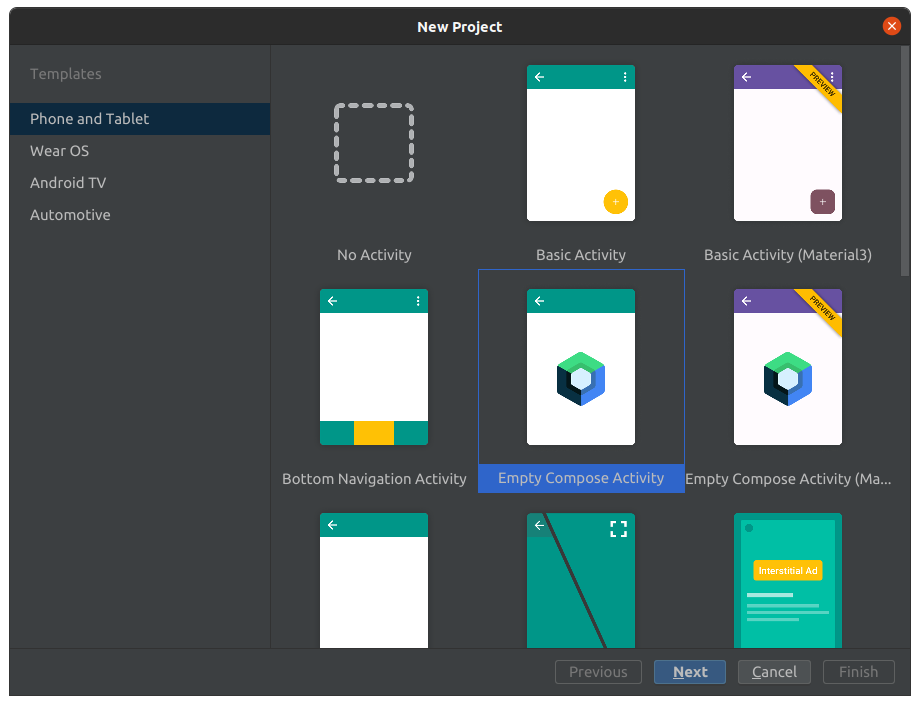 New Project
Templates
Phone and Tablet
Wear OS
Android TV
Automotive
PREVIEW
No Activity
Basic Activity
Basic Activity (Material3)
PREVIEW
Bottom Navigation Activity
Empty Compose Activity
Empty Compose Activity (Ma...
Interstitial Ad
Previous
Next
Cancel
Finish